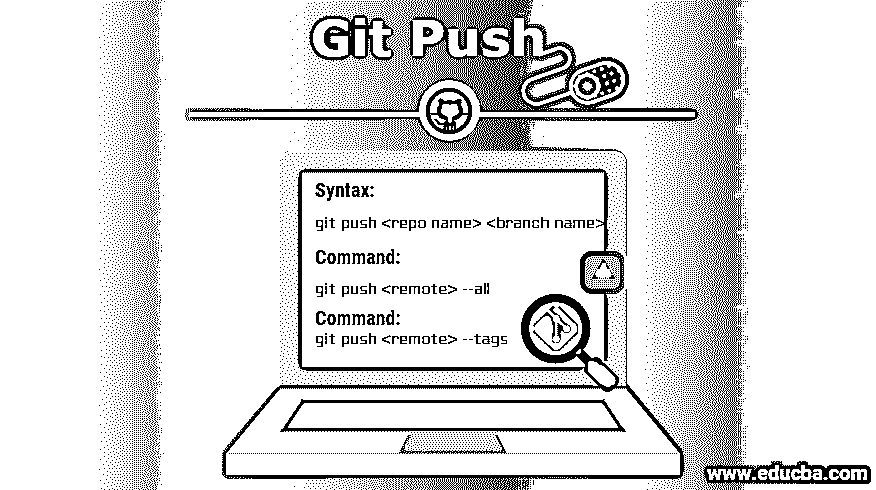 Git Push
Syntax:
git push <repo name> <branch name>
Command:
git push <remote> --all
Command:
git push <remote> --tags
www.educba.com